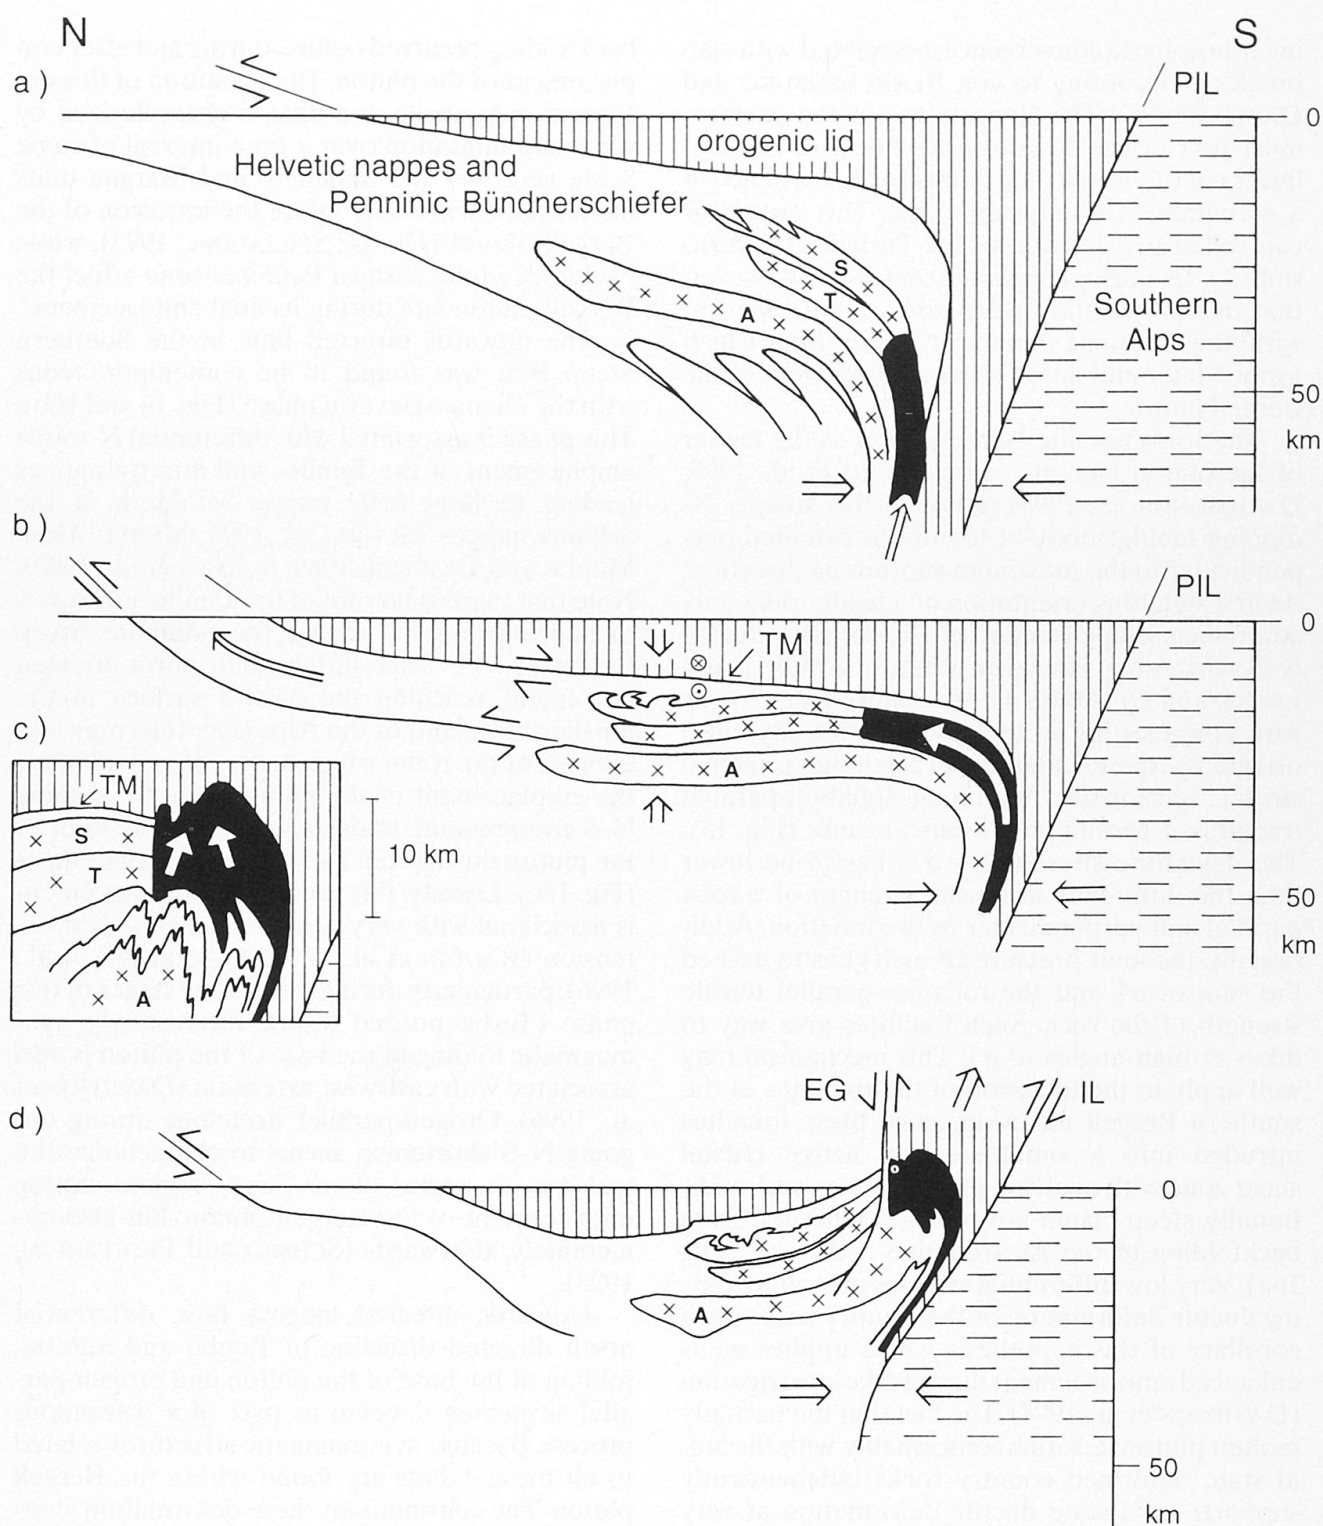 N
S
a)
PIL
0
orogenic lid
Helvetic nappes and
Penninic Bündnerschiefer
S
T
A
Southern
Alps
50
km
b)
PIL
0
TM
A
50
km
c)
TM
S
T
A
10 km
d)
EG
IL
0
A
50
km